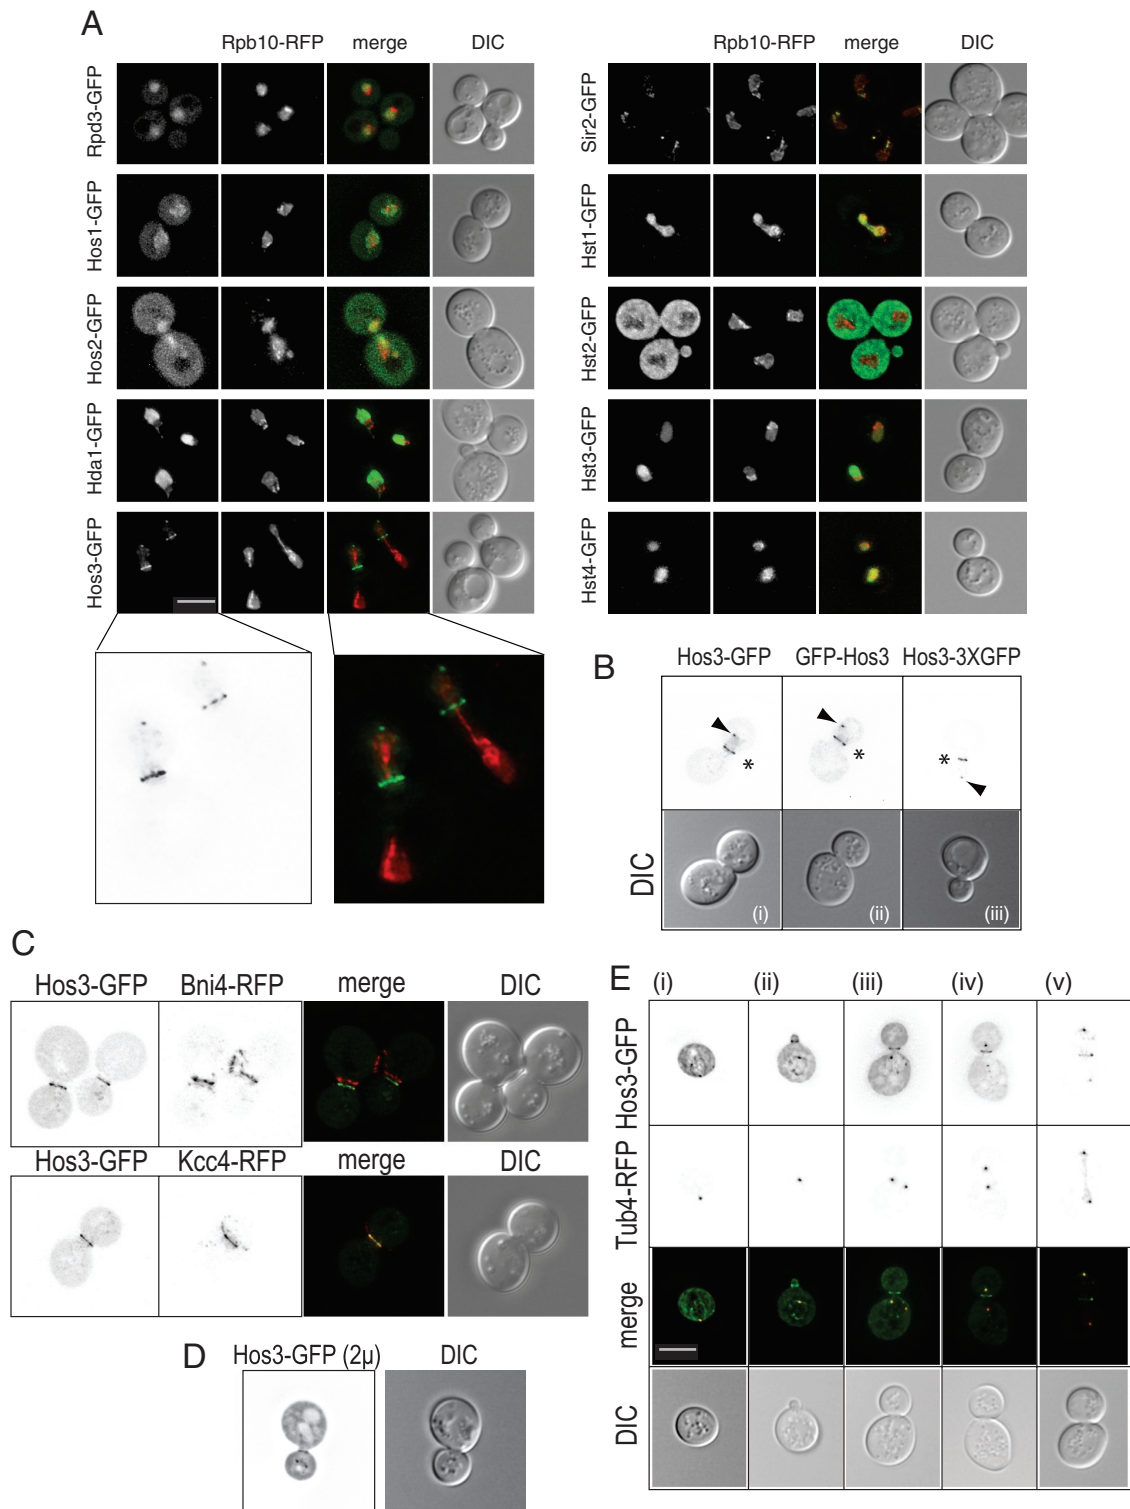 A
Rpb10-RFP merge DIC
Rpd3-GFP
Hos1-GFP
Hos2-GFP
Hda1-GFP
Hos3-GFP
Rpb10-RFP merge DIC
Sir2-GFP
Hst1-GFP
Hst2-GFP
Hst3-GFP
Hst4-GFP
B
Hos3-GFP GFP-Hos3 Hos3-3XGFP
*
*
*
DIC
(i) (ii) (iii)
C
Hos3-GFP Bni4-RFP merge DIC
Hos3-GFP Kcc4-RFP merge DIC
D
Hos3-GFP (2μ) DIC
E
(i) (ii) (iii) (iv) (v)
Hos3-GFP
Tub4-RFP
merge
DIC